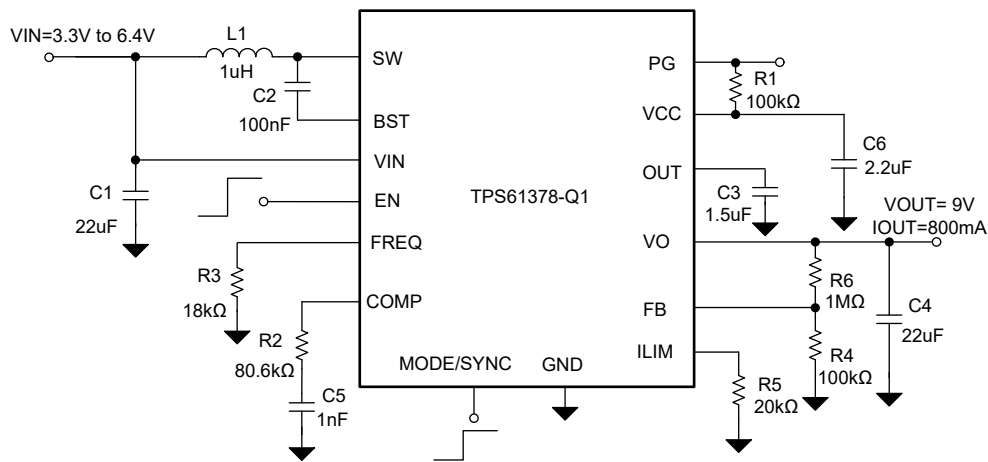 VIN=3.3V to 6.4V
L1
1uH
C2
100nF
SW
BST
VIN
EN
FREQ
COMP
MODE/SYNC
GND
TPS61378-Q1
PG
VCC
OUT
VO
FB
ILIM
C1
22uF
R3
18kΩ
R2
80.6kΩ
C5
1nF
R1
100kΩ
C6
2.2uF
C3
1.5uF
VOUT= 9V
IOUT=800mA
R6
1MΩ
C4
22uF
R4
100kΩ
R5
20kΩ